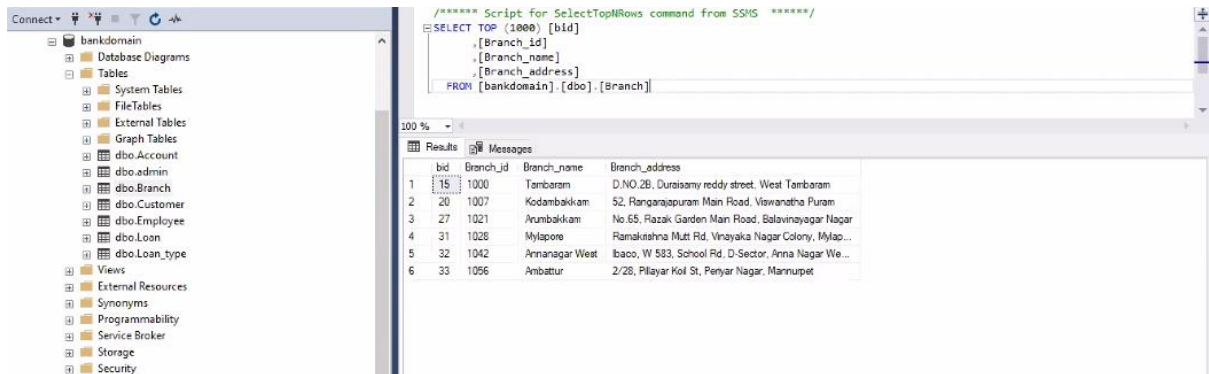 Connect
bankdomain
Database Diagrams
Tables
System Tables
FileTables
External Tables
Graph Tables
dbo.Account
dbo.admin
dbo.Branch
dbo.Customer
dbo.Employee
dbo.Loan
dbo.Loan_type
Views
External Resources
Synonyms
Programmability
Service Broker
Storage
Security
/****** Script for SelectTopNRows command from SSMS ******/
SELECT TOP (1000) [bid]
,[Branch_id]
,[Branch_name]
,[Branch_address]
FROM [bankdomain].[dbo].[Branch]
100 %
Results Messages
bid Branch_id Branch_name Branch_address
1 15 1000 Tambaram D.NO.2B, Duraisamy reddy street, West Tambaram
2 20 1007 Kodambakkam 52, Rangarajapuram Main Road, Viswanatha Puram
3 27 1021 Arumbakkam No.65, Razak Garden Main Road, Balavinayagar Nagar
4 31 1028 Mylapore Ramakrishna Mutt Rd, Vinayaka Nagar Colony, Mylap...
5 32 1042 Annanagar West Ibaco, W 583, School Rd, D-Sector, Anna Nagar We...
6 33 1056 Ambattur 2/28, Pillayar Koil St, Periyar Nagar, Mannurpet